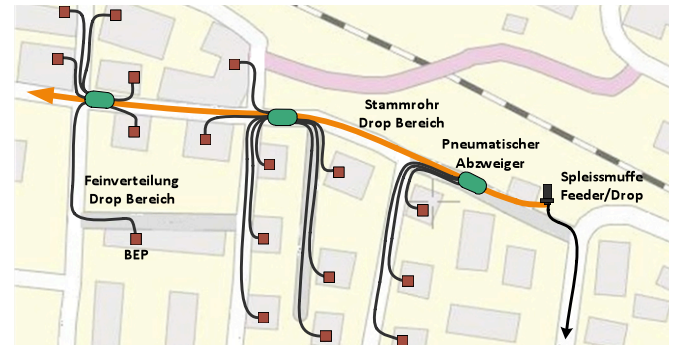 Stammrohr
Drop Bereich
Pneumatischer
Abzweiger
Spleissmuffe
Feeder/Drop
Feinverteilung
Drop Bereich
BEP